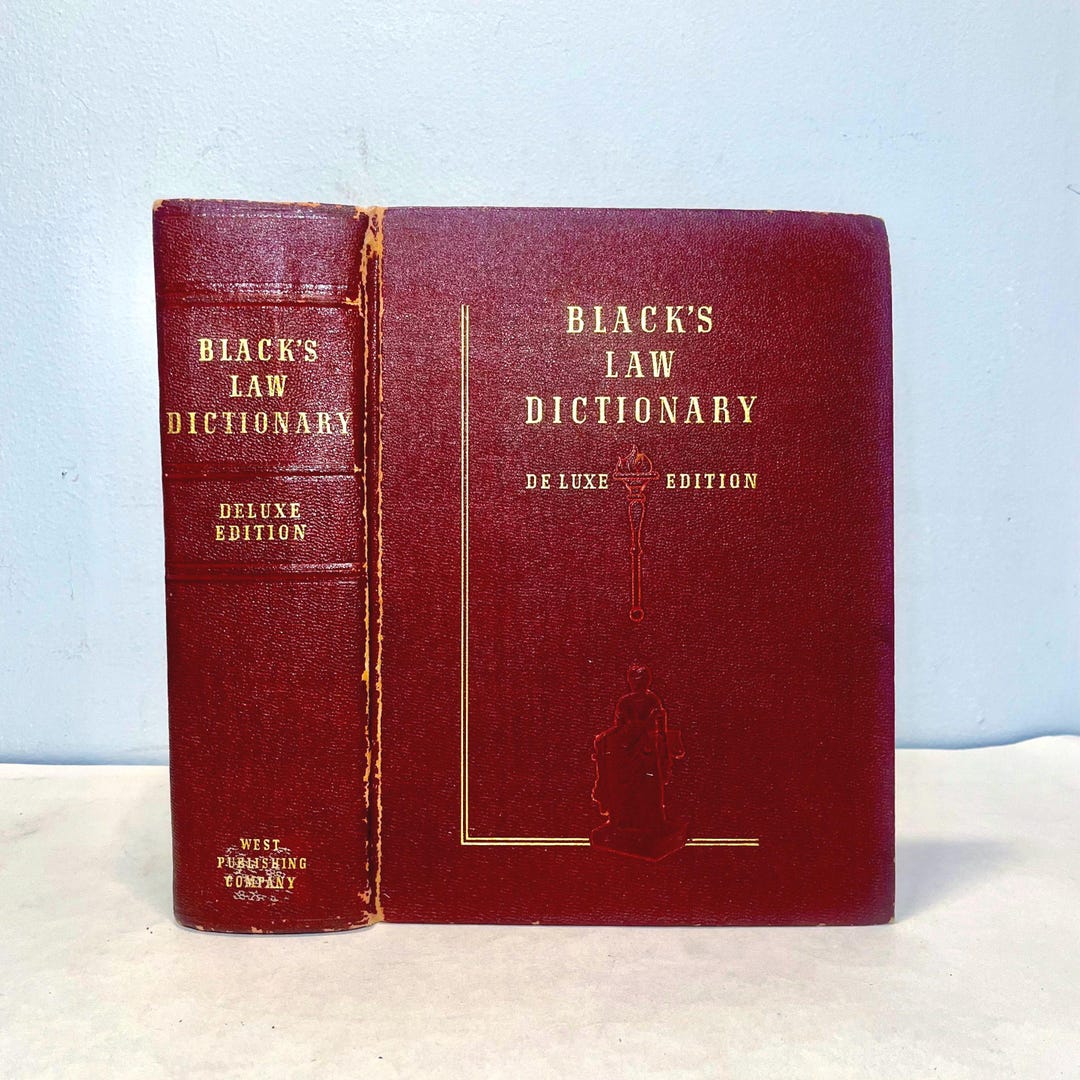 BLACK'S
LAW
DICTIONARY
DELUXE
EDITION
WEST
PUBLISHING
COMPANY
BLACK'S
LAW
DICTIONARY
DE LUXE EDITION